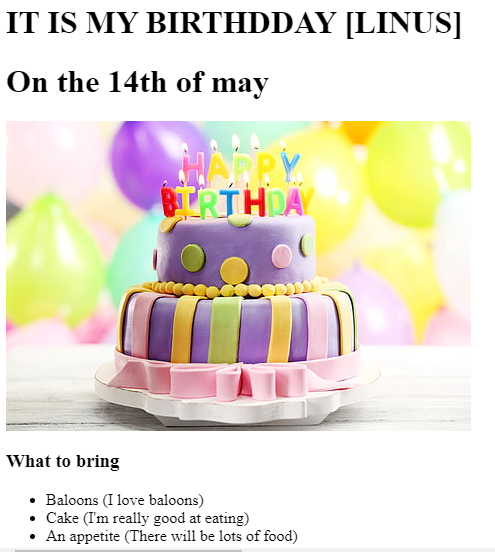 IT IS MY BIRTHDDAY [LINUS]
On the 14th of may
HAPPY
BIRTHDAY
What to bring
Baloons (I love baloons)
Cake (I'm really good at eating)
An appetite (There will be lots of food)